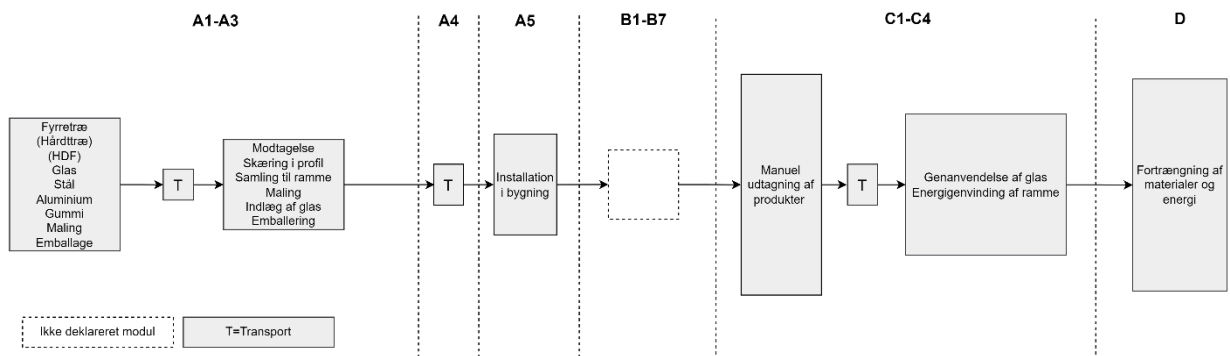 A1-A3
A4
A5
B1-B7
C1-C4
D
Fyrretræ
(Hårdttræ)
(HDF)
Glas
Stål
Aluminium
Gummi
Maling
Emballage
T
Modtagelse
Skæring i profil
Samling til ramme
Maling
Indlæg af glas
Emballering
T
Installation
i bygning
Manuel
udtagning af
produkter
T
Genanvendelse af glas
Energigenvinding af ramme
Fortrængning af
materialer og
energi
Ikke deklareret modul
T=Transport